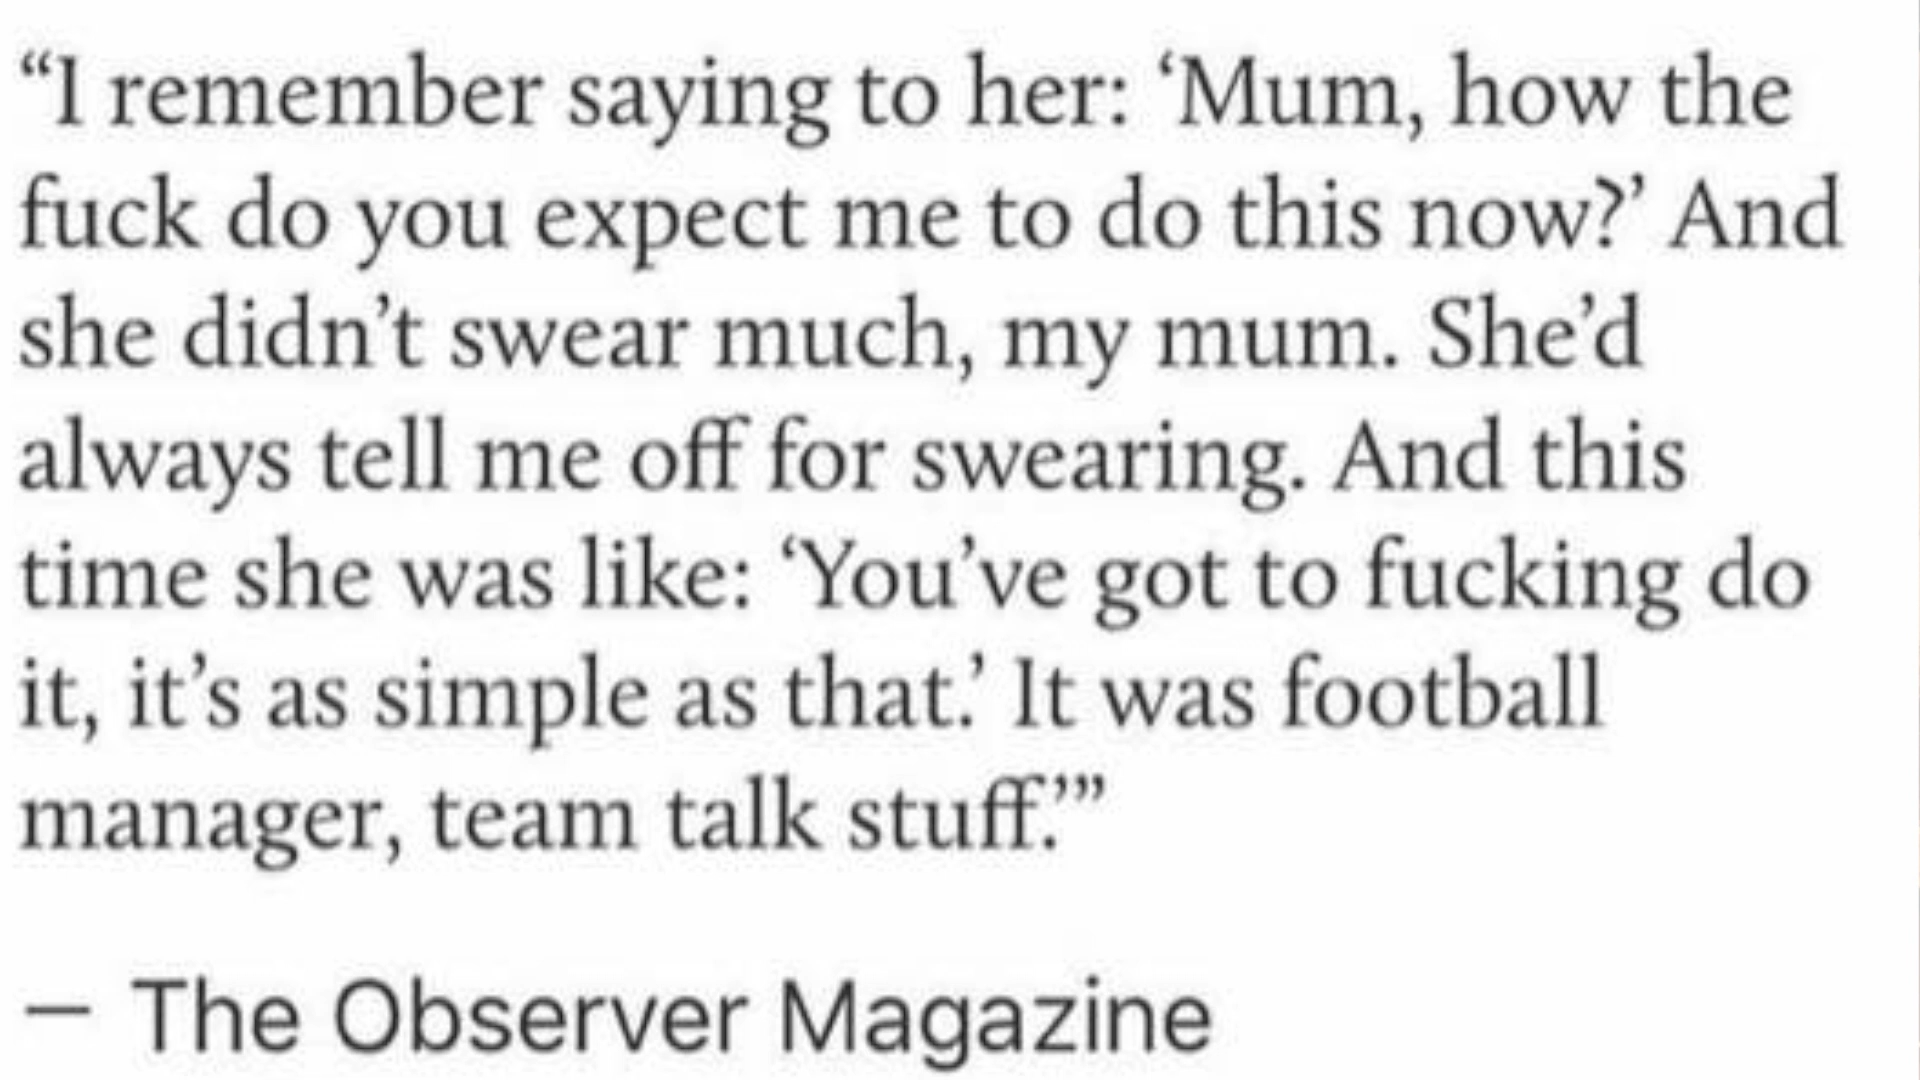 “I remember saying to her: ‘Mum, how the
fuck do you expect me to do this now?’ And
she didn’t swear much, my mum. She’d
always tell me off for swearing. And this
time she was like: ‘You’ve got to fucking do
it, it’s as simple as that.’ It was football
manager, team talk stuff.’”
— The Observer Magazine